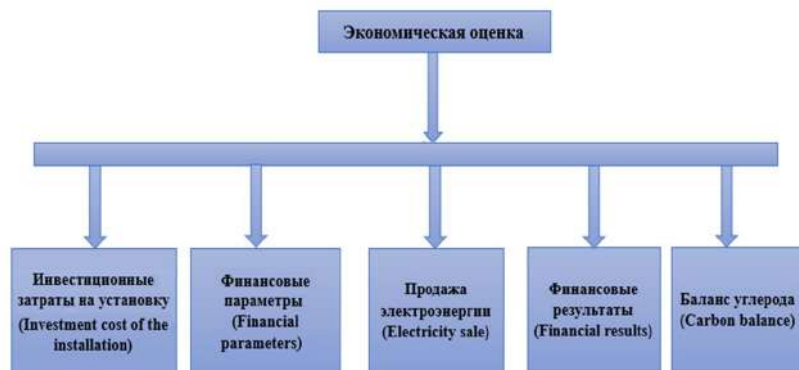 Экономическая оценка
Инвестиционные
затраты на установку
(Investment cost of the
installation)
Финансовые
параметры
(Financial
parameters)
Продажа
электроэнергии
(Electricity sale)
Финансовые
результаты
(Financial results)
Баланс углерода
(Carbon balance)